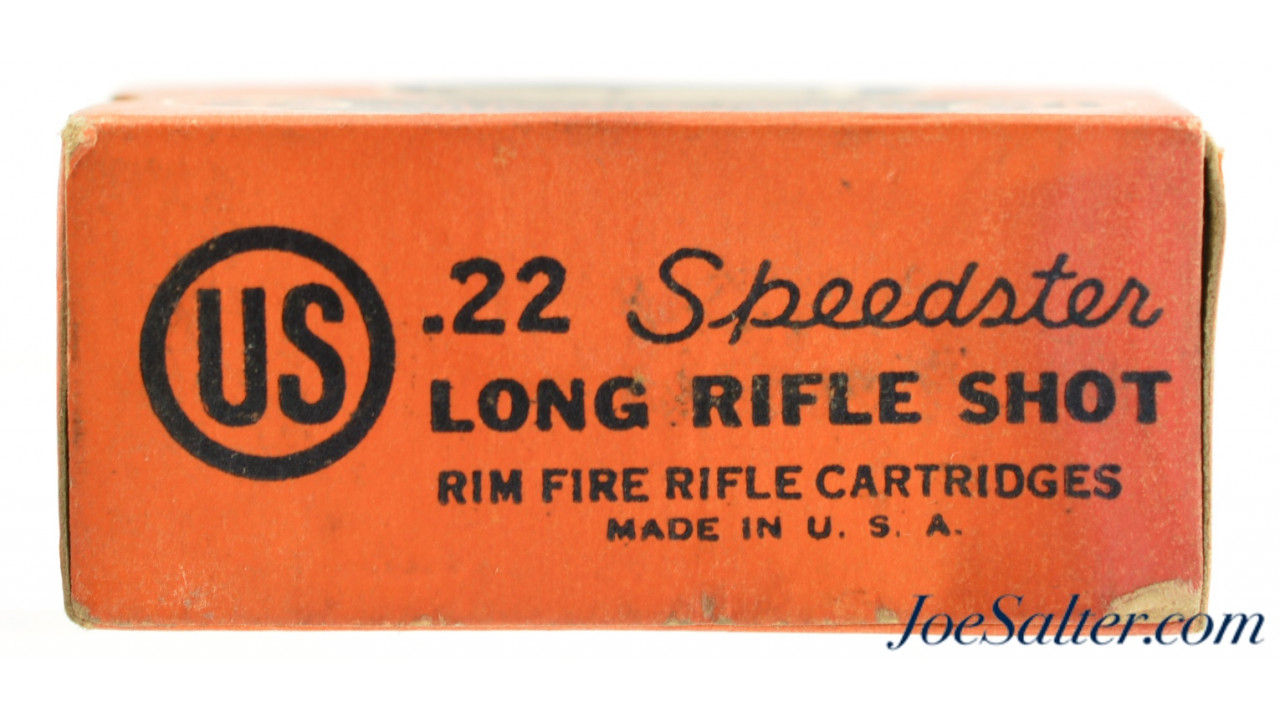 US
.22 Speedster
LONG RIFLE SHOT
RIM FIRE RIFLE CARTRIDGES
MADE IN U. S. A.
JoeSalter.com